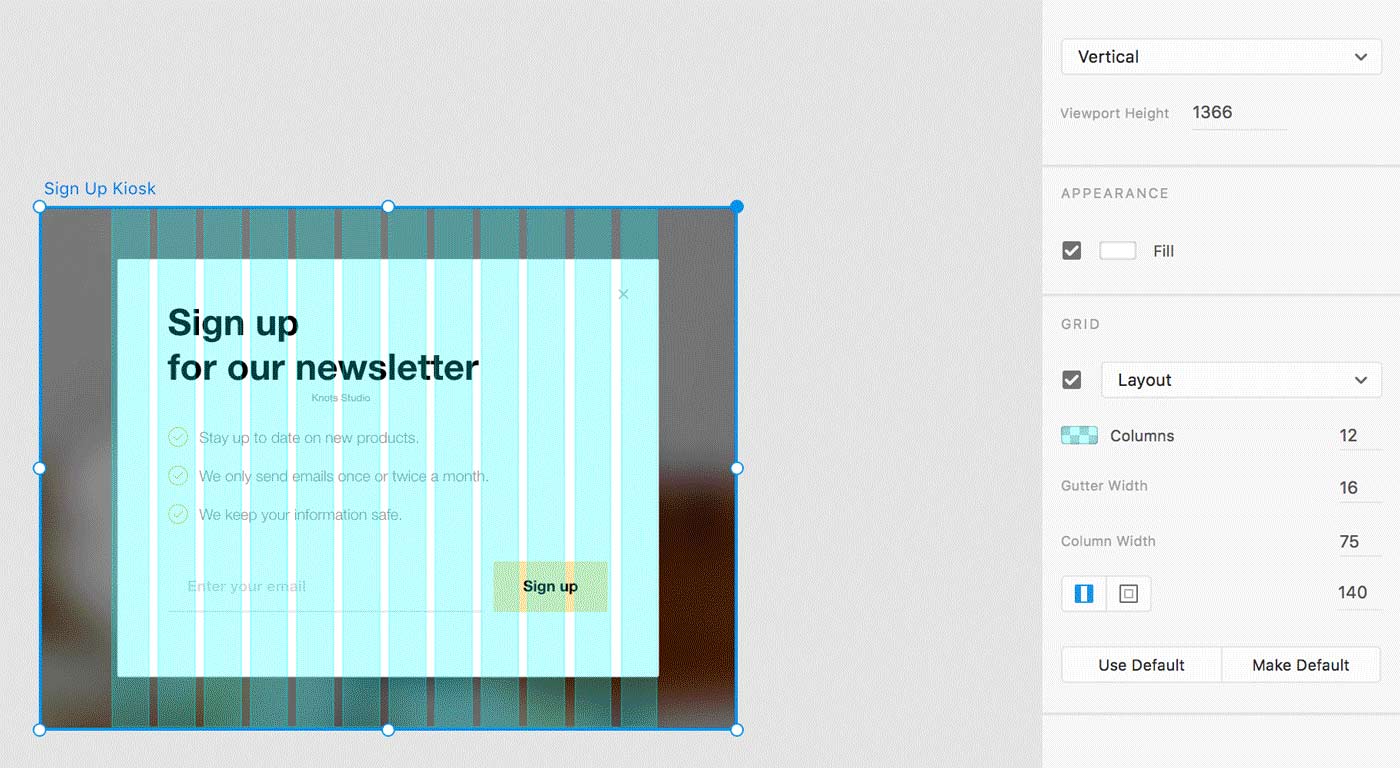 Sign Up Kiosk
Sign up
for our newsletter
Knots Studio
Stay up to date on new products.
We only send emails once or twice a month.
We keep your information safe.
Enter your email
Sign up
Vertical
Viewport Height 1366
APPEARANCE
Fill
GRID
Layout
Columns 12
Gutter Width 16
Column Width 75
140
Use Default Make Default